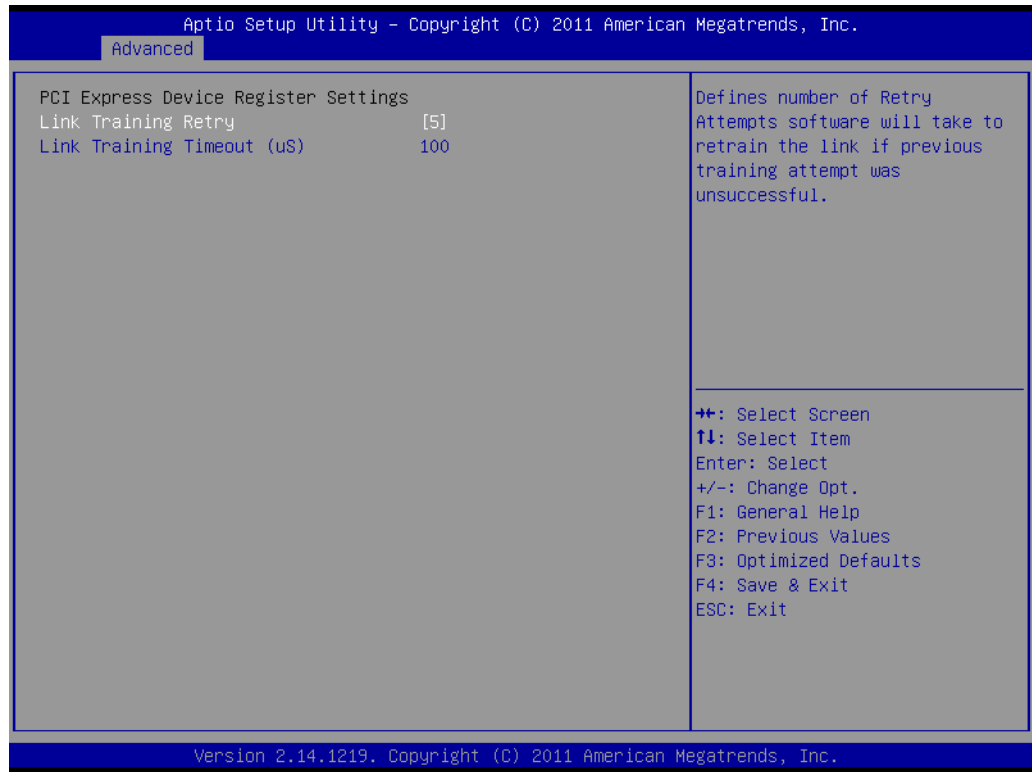 Aptio Setup Utility – Copyright (C) 2011 American Megatrends, Inc.
Advanced
PCI Express Device Register Settings
Link Training Retry [5]
Link Training Timeout (uS) 100
Defines number of Retry
Attempts software will take to
retrain the link if previous
training attempt was
unsuccessful.
→←: Select Screen
↑↓: Select Item
Enter: Select
+/-: Change Opt.
F1: General Help
F2: Previous Values
F3: Optimized Defaults
F4: Save & Exit
ESC: Exit
Version 2.14.1219. Copyright (C) 2011 American Megatrends, Inc.